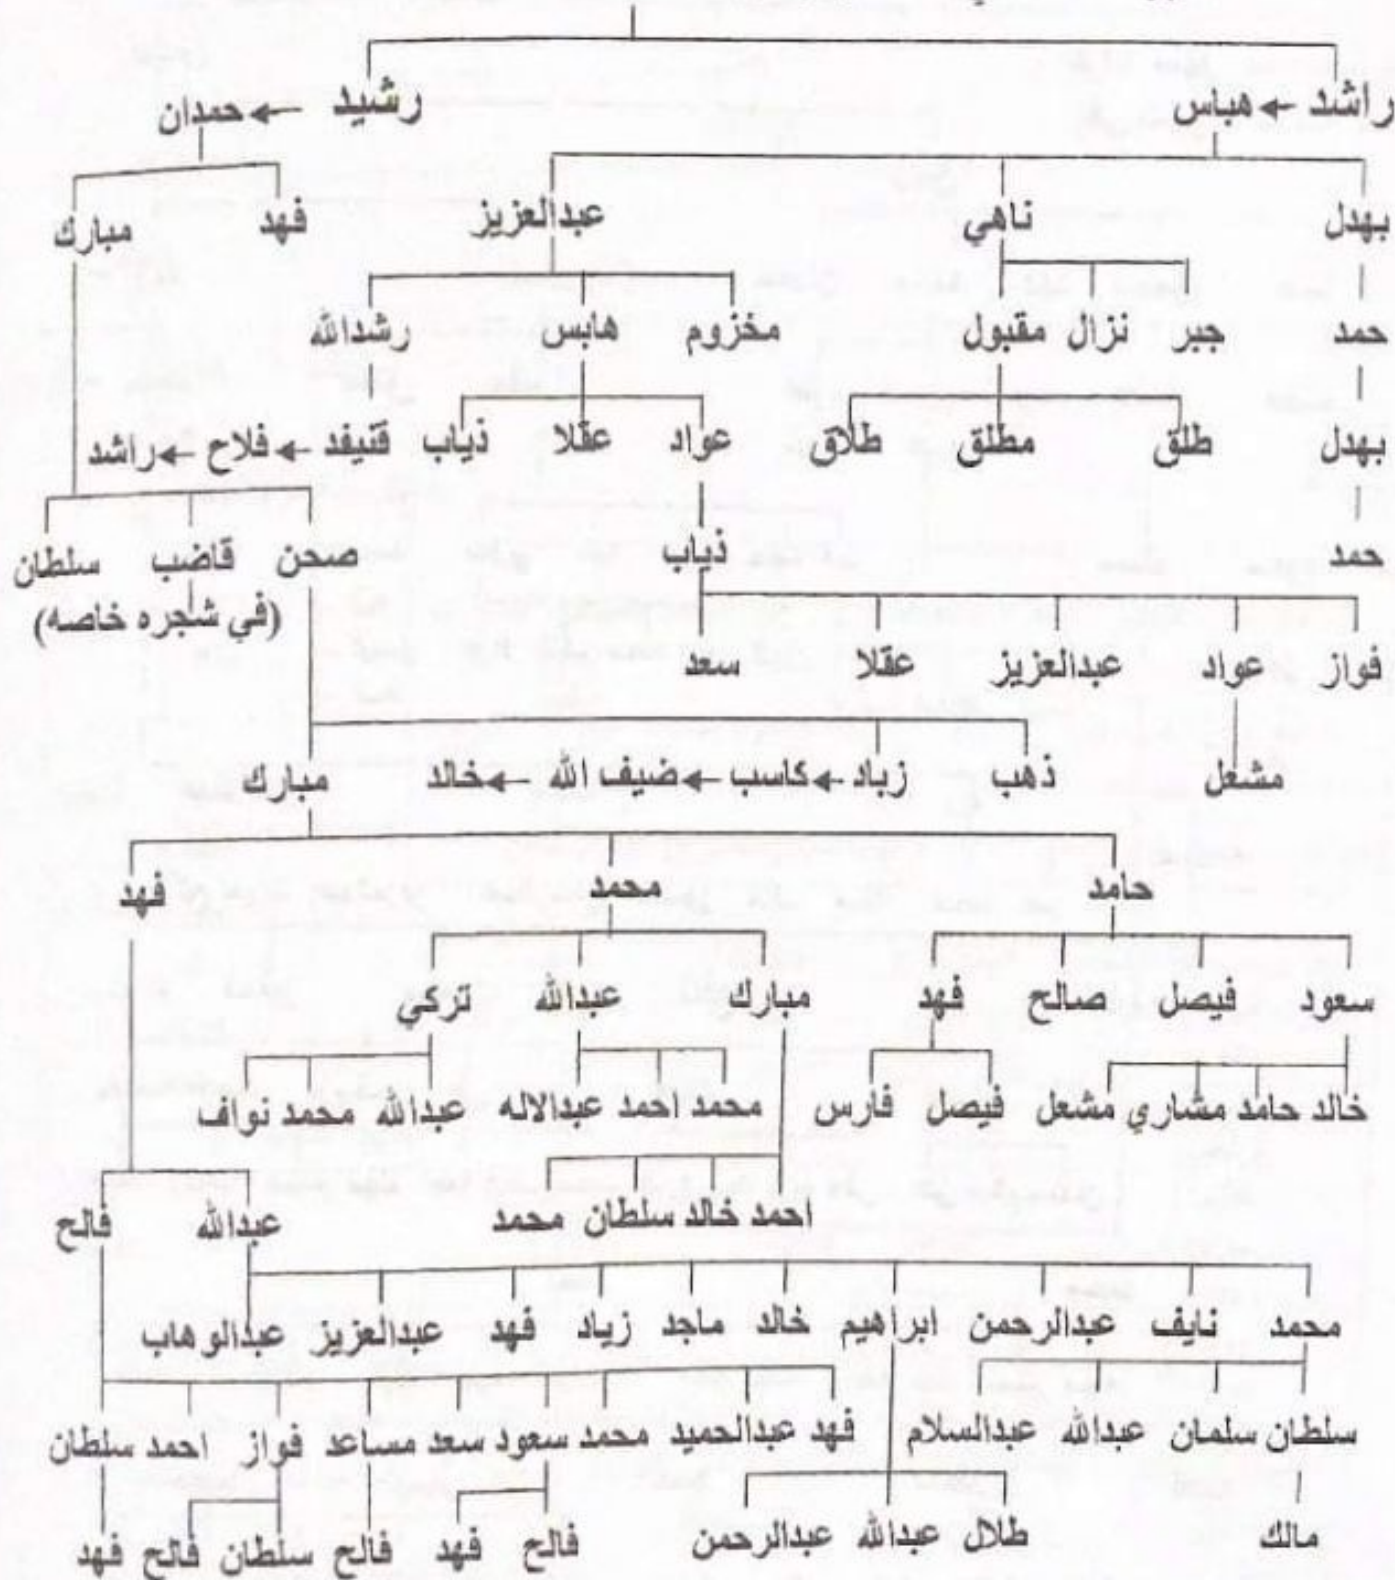 راشد ← هباس رشيد ← حمدان
بهدل ناهي عبدالعزيز فهد مبارك
حمد جبر نزال مقبول مخزوم هابس رشدالله
بهدل طلق مطلق طلاق عواد عقلا ذياب قنيفد ← فلاح ← راشد
حمد ذياب صحن قاضب سلطان
(في شجره خاصه)
فواز عواد عبدالعزيز عقلا سعد
مشعل ذهب زباد ← كاسب ← ضيف الله ← خالد مبارك
حامد محمد فهد
سعود فيصل صالح فهد مبارك عبدالله تركي
خالد حامد مشاري مشعل فيصل فارس محمد احمد عبدالاله عبدالله محمد نواف
احمد خالد سلطان محمد عبدالله فالح
محمد نايف عبدالرحمن ابراهيم خالد ماجد زياد فهد عبدالعزيز عبدالوهاب
سلطان سلمان عبدالله عبدالسلام فهد عبدالحميد محمد سعود سعد مساعد فواز احمد سلطان
مالك طلال عبدالله عبدالرحمن فالح فهد فالح سلطان فالح فهد